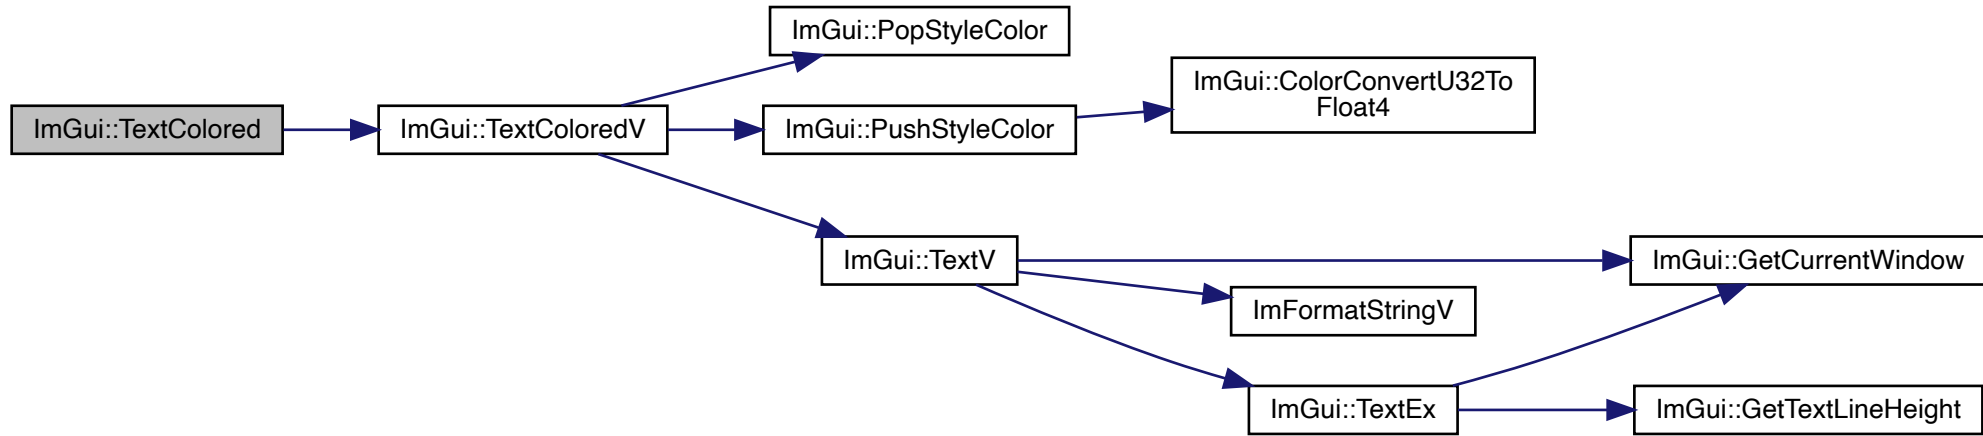 ImGui::TextColored
ImGui::TextColoredV
ImGui::PopStyleColor
ImGui::PushStyleColor
ImGui::ColorConvertU32To
Float4
ImGui::TextV
ImGui::GetCurrentWindow
ImFormatStringV
ImGui::TextEx
ImGui::GetTextLineHeight